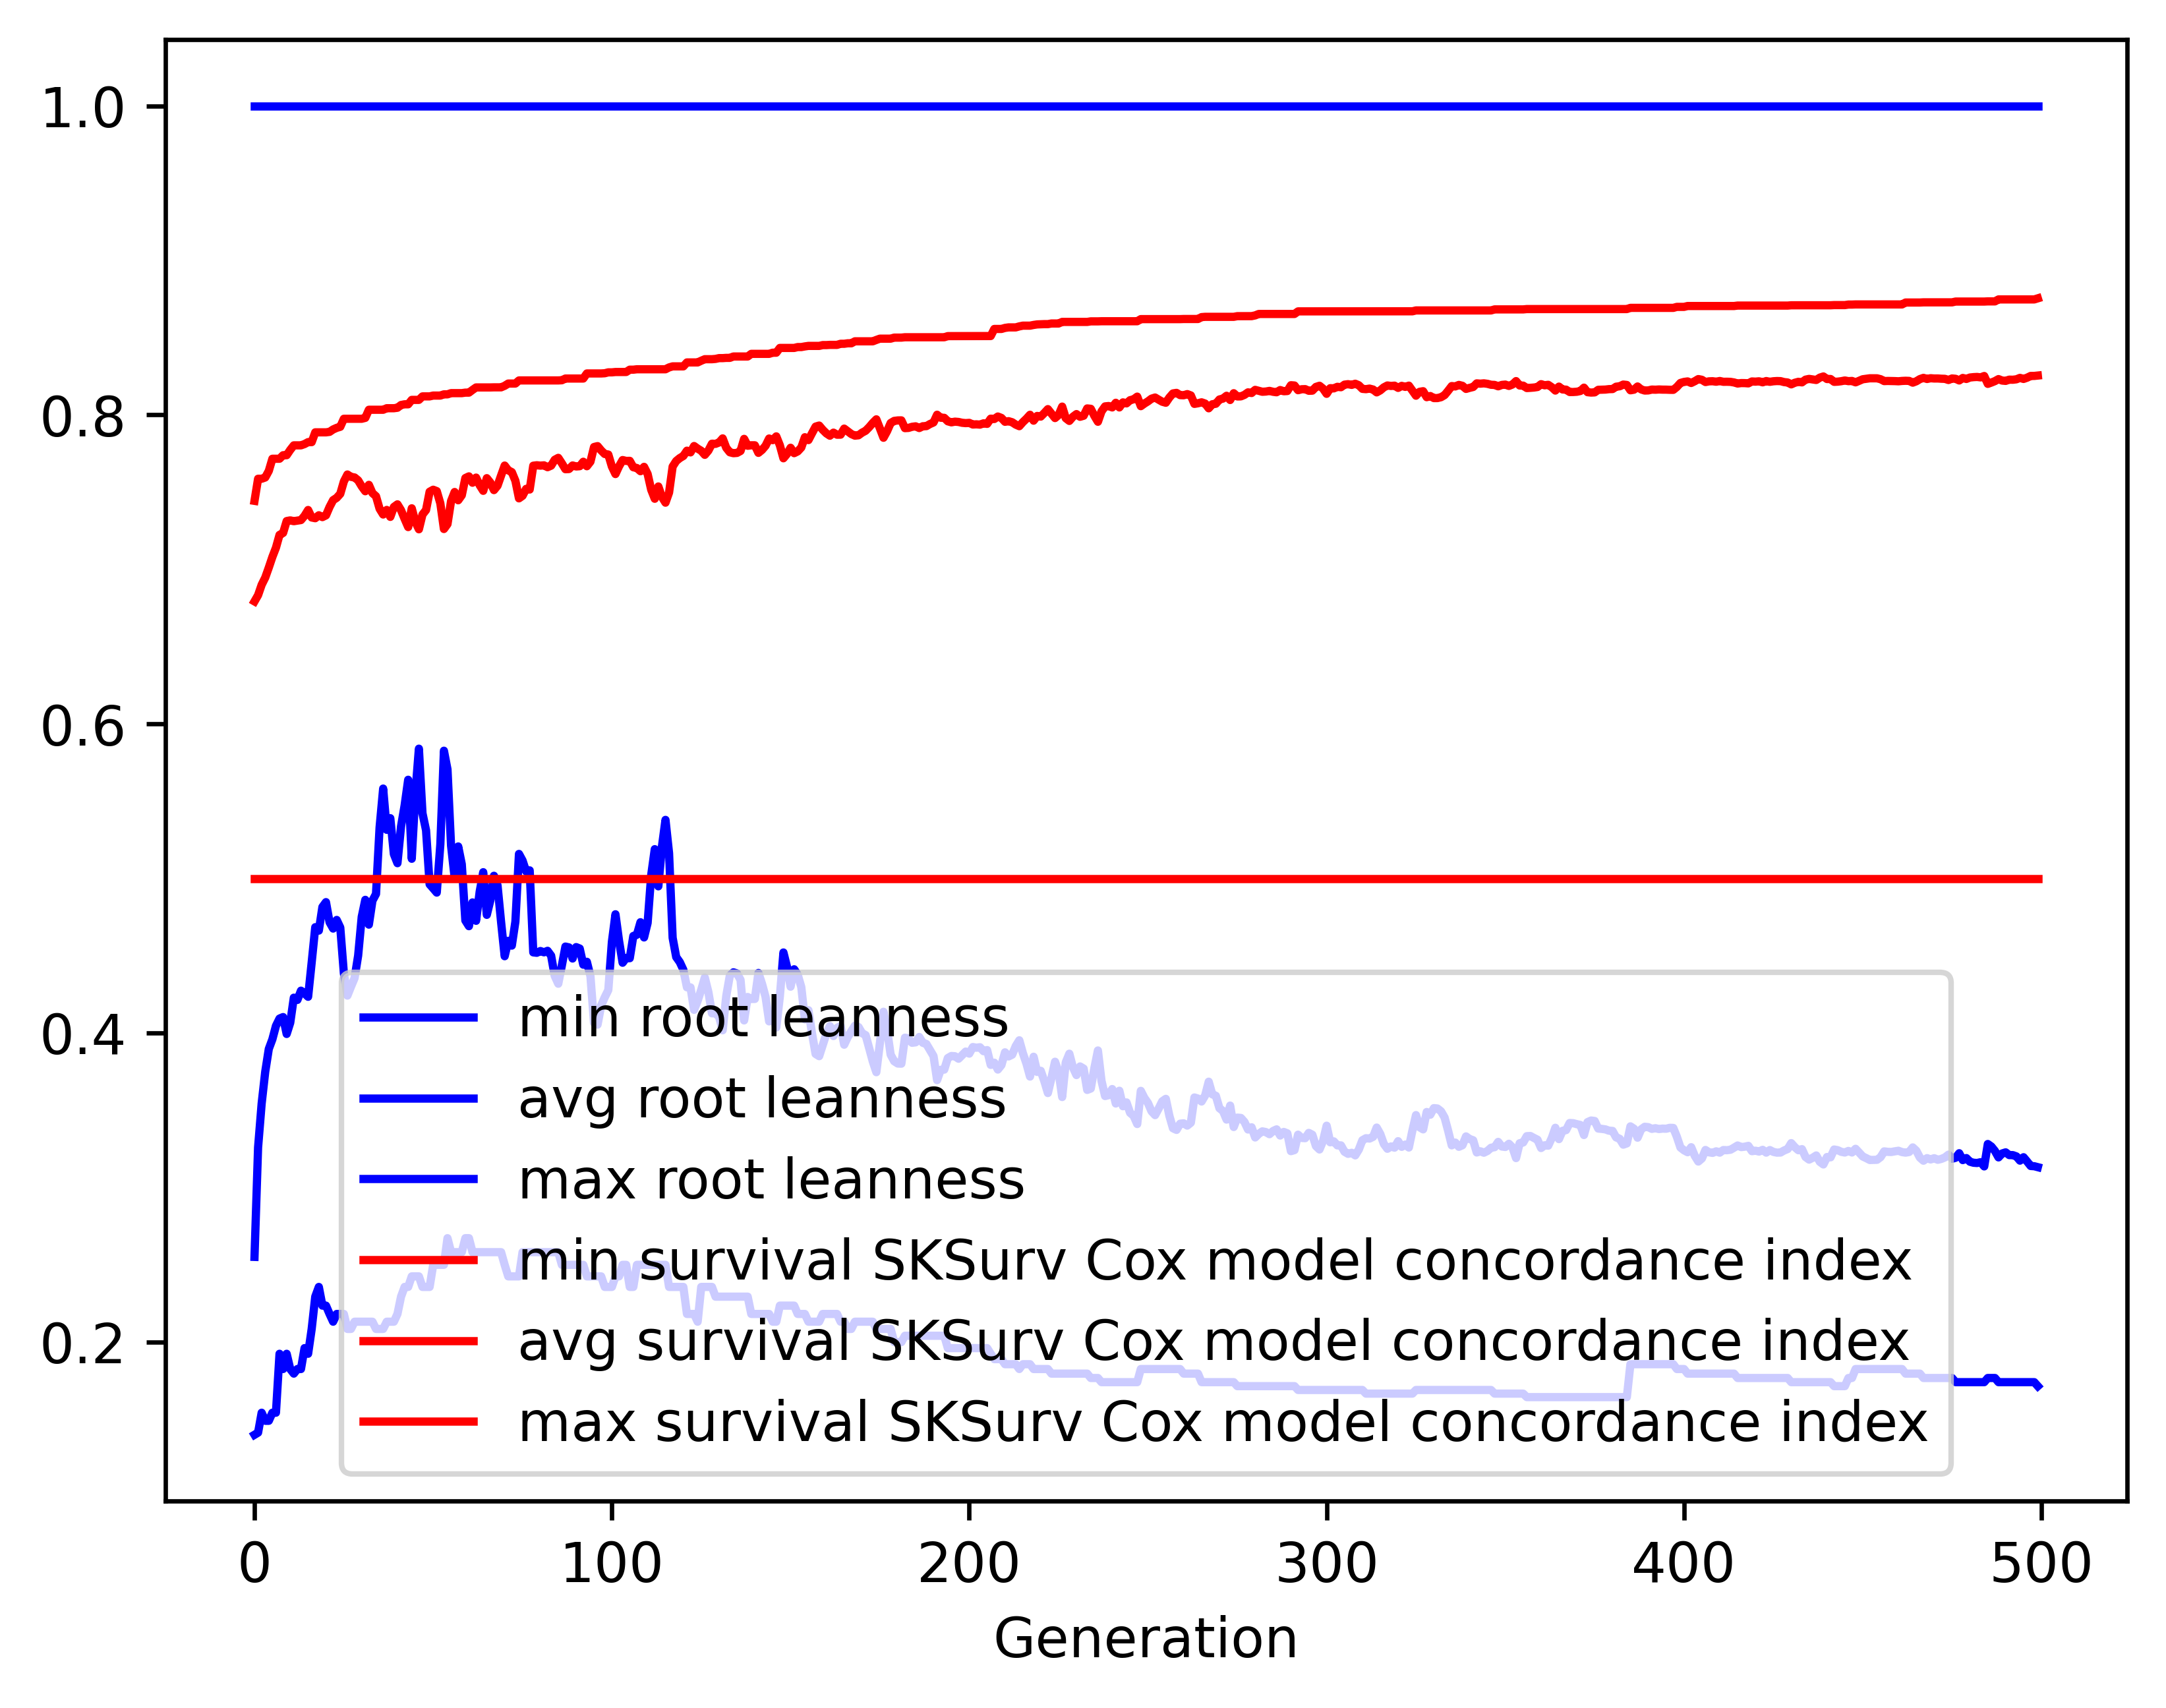 1.0
0.8
0.6
0.4
0.2
min root leanness
avg root leanness
max root leanness
min survival SKSurv Cox model concordance index
avg survival SKSurv Cox model concordance index
max survival SKSurv Cox model concordance index
0 100 200 300 400 500
Generation